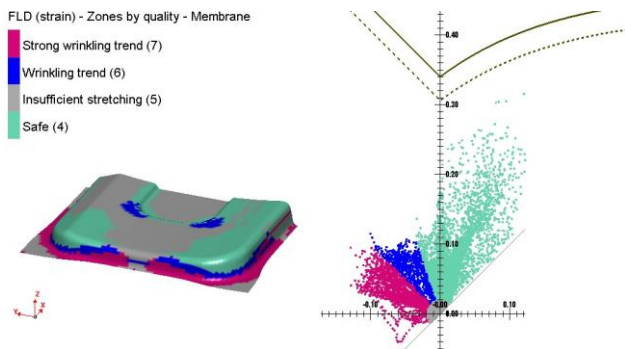 FLD (strain) - Zones by quality - Membrane
Strong wrinkling trend (7)
Wrinkling trend (6)
Insufficient stretching (5)
Safe (4)
Z
X
Y
0.40
0.30
0.20
0.10
0.00
-0.10
-0.00
0.10